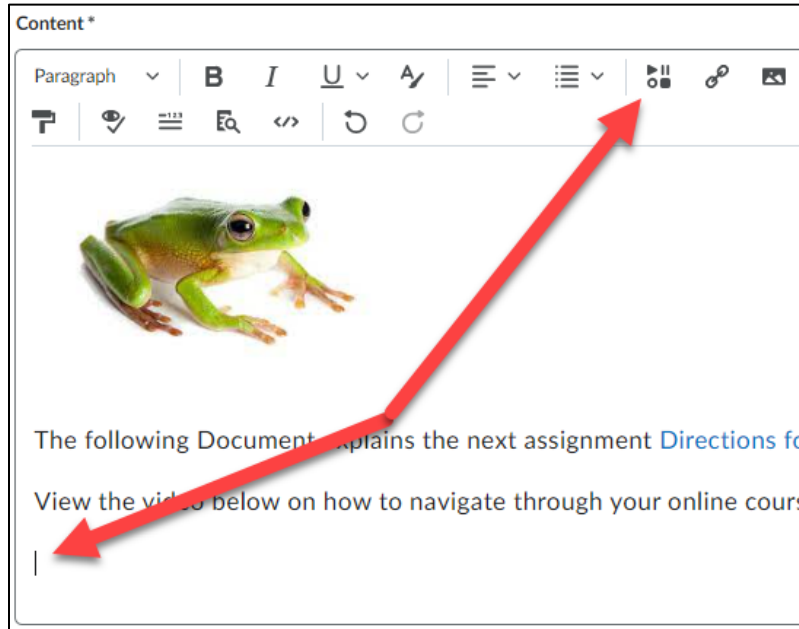 Content *
Paragraph B I U A
The following Document explains the next assignment Directions fo
View the video below on how to navigate through your online cours